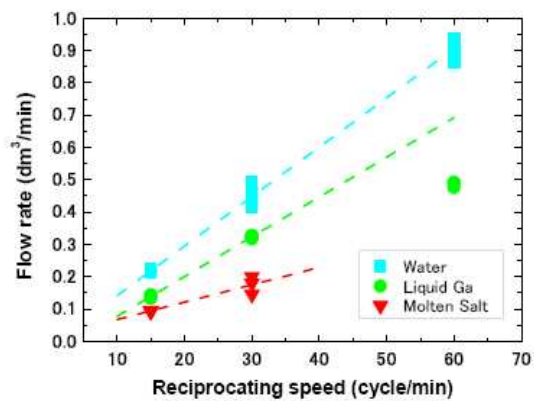 1.0
0.9
0.8
0.7
0.6
0.5
0.4
0.3
0.2
0.1
0.0
Flow rate (dm³/min)
Water
Liquid Ga
Molten Salt
10 20 30 40 50 60 70
Reciprocating speed (cycle/min)